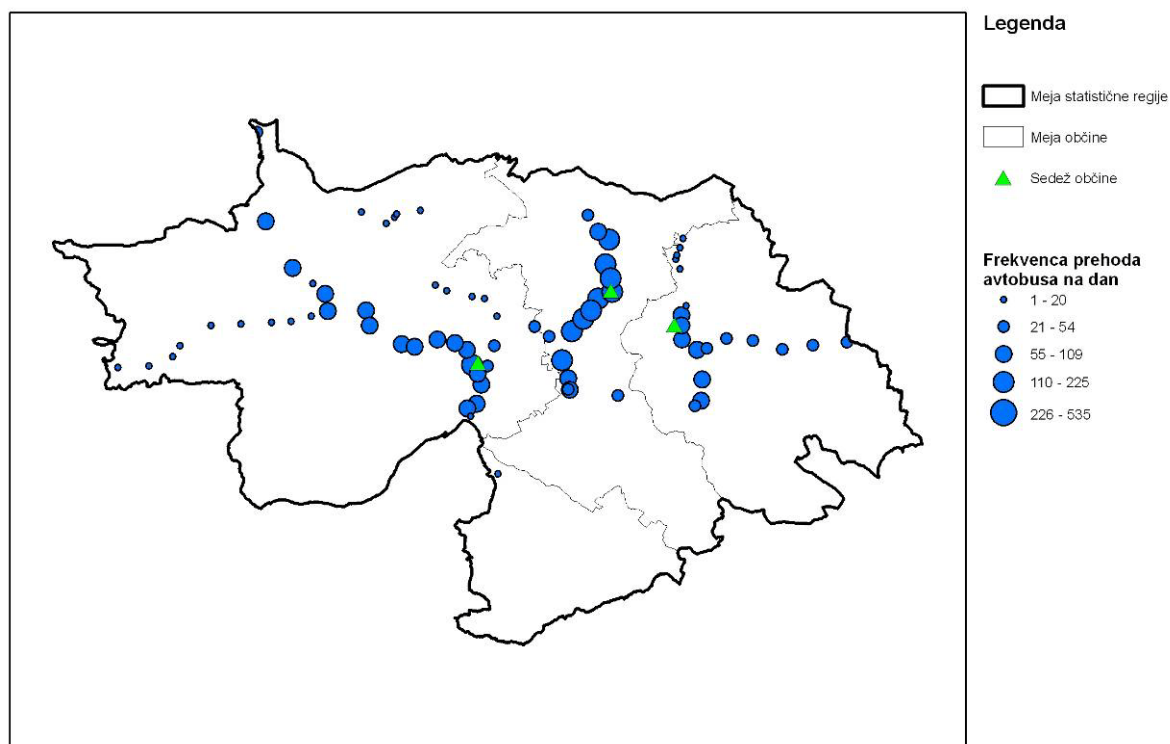 Legenda
Meja statistične regije
Meja občine
Sedež občine
Frekvenca prehoda
avtobusa na dan
1 - 20
21 - 54
55 - 109
110 - 225
226 - 535